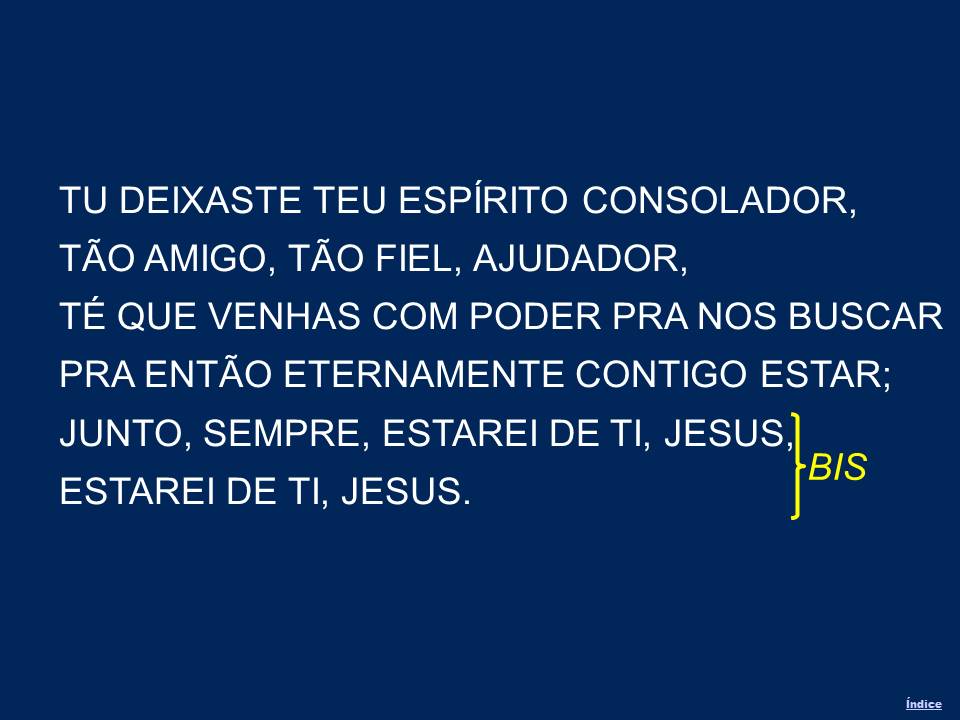 TU DEIXASTE TEU ESPÍRITO CONSOLADOR,
TÃO AMIGO, TÃO FIEL, AJUDADOR,
TÉ QUE VENHAS COM PODER PRA NOS BUSCAR
PRA ENTÃO ETERNAMENTE CONTIGO ESTAR;
JUNTO, SEMPRE, ESTAREI DE TI, JESUS,
BIS
ESTAREI DE TI, JESUS.
Índice